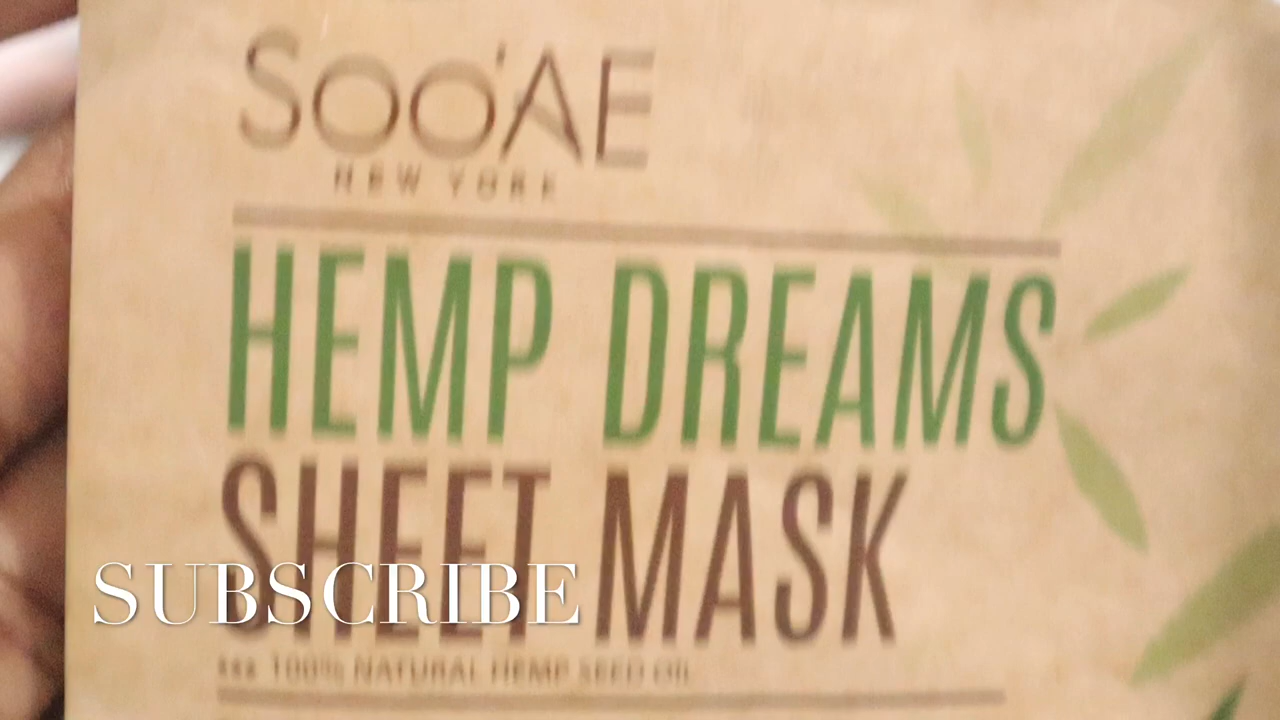 Soo'AE
NEW YORK
HEMP DREAMS
SHEET MASK
SUBSCRIBE
*** 100% NATURAL HEMP SEED OIL